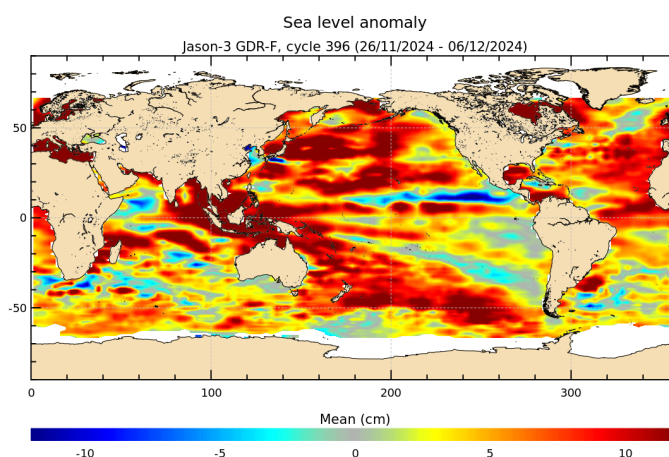 Sea level anomaly
Jason-3 GDR-F, cycle 396 (26/11/2024 - 06/12/2024)
50
0
-50
0 100 200 300
Mean (cm)
-10 -5 0 5 10